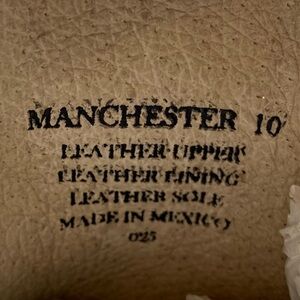 MANCHESTER 10
LEATHER UPPER
LEATHER LINING
LEATHER SOLE
MADE IN MEXICO
025